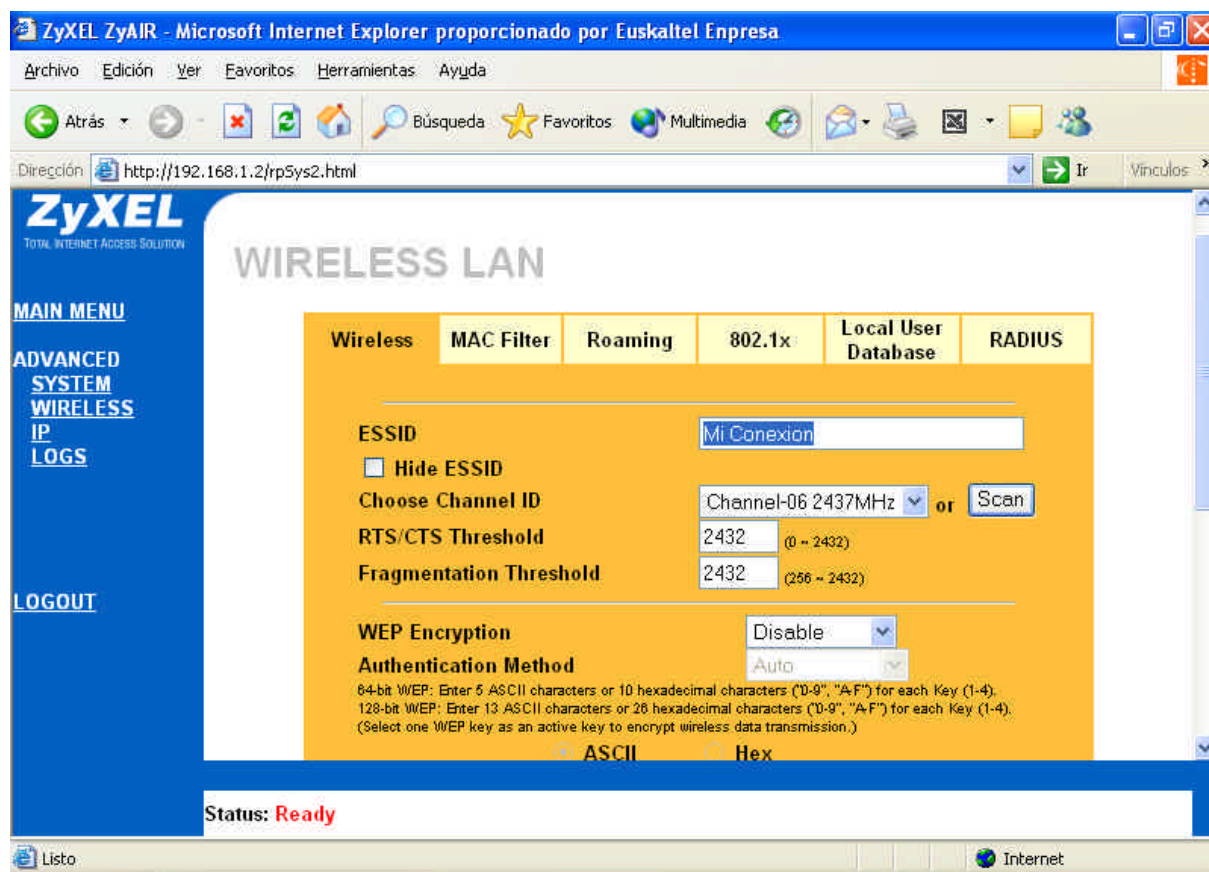 ZyXEL ZyAIR - Microsoft Internet Explorer proporcionado por Euskaltel Enpresa
Archivo Edición Ver Favoritos Herramientas Ayuda
Atrás Búsqueda Favoritos Multimedia
Dirección http://192.168.1.2/rpSys2.html Ir Vínculos
ZyXEL
TOTAL INTERNET ACCESS SOLUTION
WIRELESS LAN
MAIN MENU
ADVANCED
SYSTEM
WIRELESS
IP
LOGS
LOGOUT
Wireless MAC Filter Roaming 802.1x Local User Database RADIUS
ESSID Mi Conexion
Hide ESSID
Choose Channel ID Channel-06 2437MHz or Scan
RTS/CTS Threshold 2432 (0 ~ 2432)
Fragmentation Threshold 2432 (256 ~ 2432)
WEP Encryption Disable
Authentication Method Auto
64-bit WEP: Enter 5 ASCII characters or 10 hexadecimal characters ("0-9", "A-F") for each Key (1-4).
128-bit WEP: Enter 13 ASCII characters or 26 hexadecimal characters ("0-9", "A-F") for each Key (1-4).
(Select one WEP key as an active key to encrypt wireless data transmission.)
ASCII Hex
Status: Ready
Listo Internet